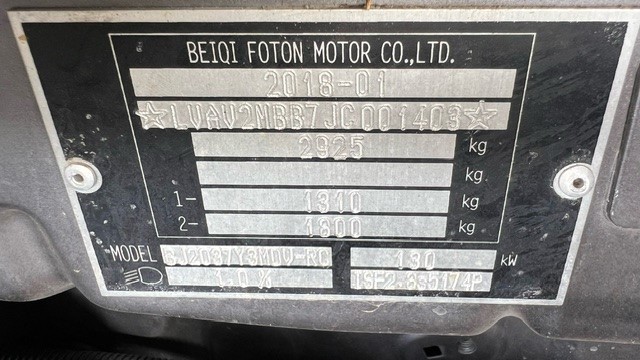 BEIQI FOTON MOTOR CO.,LTD.
2018-01
☆LVAV2MBB7JC001403☆
2925 kg
kg
1- 1310 kg
2- 1800 kg
MODEL BJ2037Y3MDV-RC 130 kW
1.0 % ISF2.8S5174P